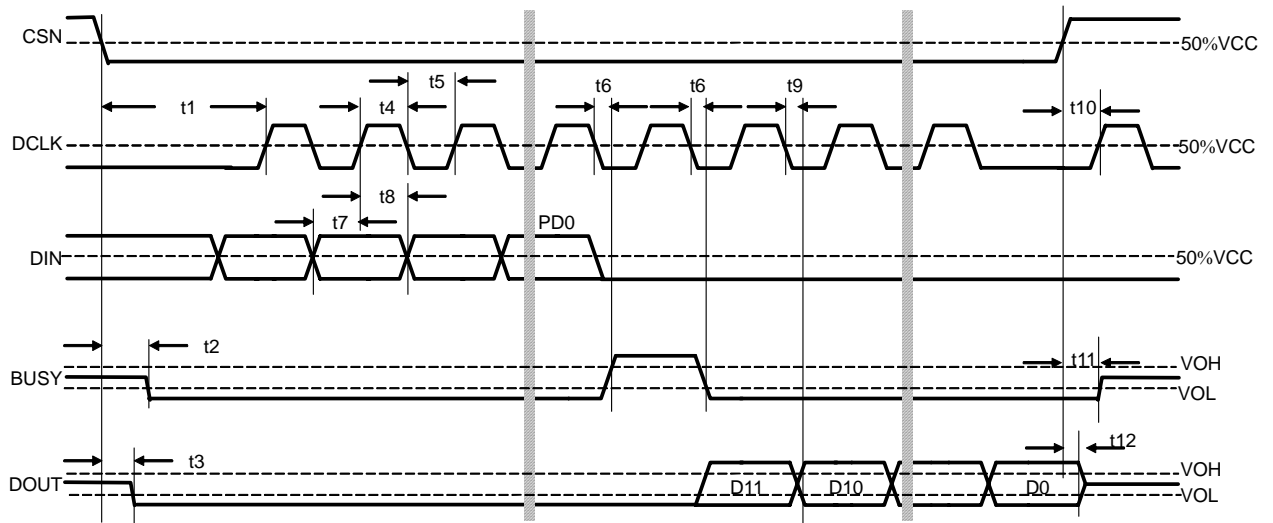 CSN
50%VCC
t5
t6
t6
t9
t1
t4
t10
DCLK
50%VCC
t8
t7
PD0
DIN
50%VCC
t2
t11
VOH
BUSY
VOL
t12
t3
VOH
DOUT
D11
D10
D0
VOL